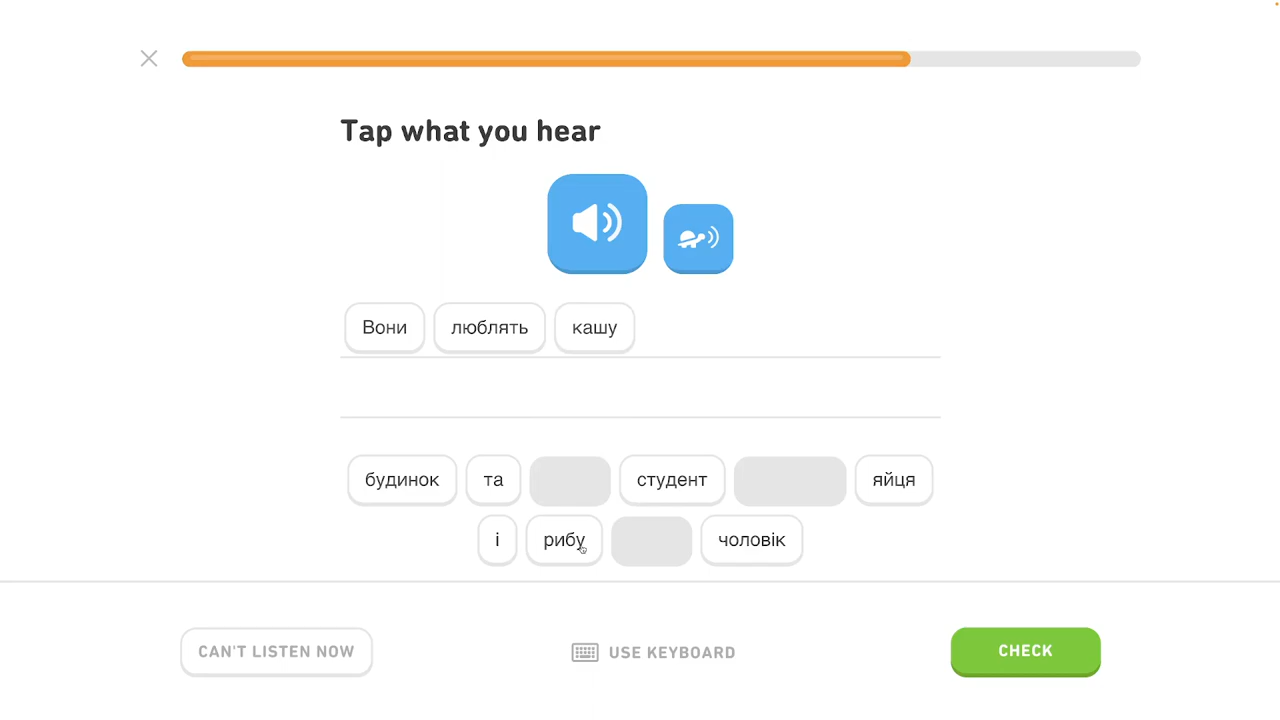 Tap what you hear
Вони люблять кашу
будинок та студент яйця
і рибу чоловік
CAN'T LISTEN NOW USE KEYBOARD CHECK